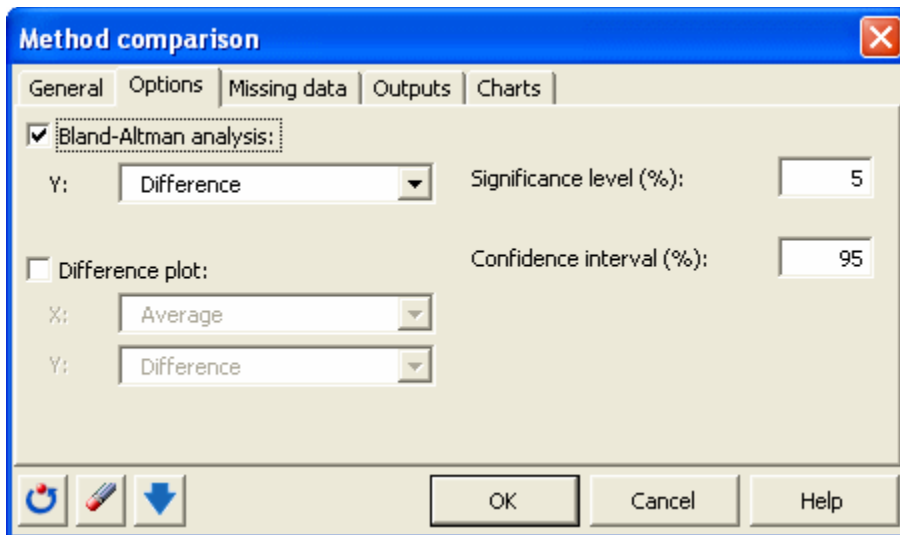 Method comparison
General Options Missing data Outputs Charts
Bland-Altman analysis:
Y: Difference
Significance level (%): 5
Confidence interval (%): 95
Difference plot:
X: Average
Y: Difference
OK Cancel Help